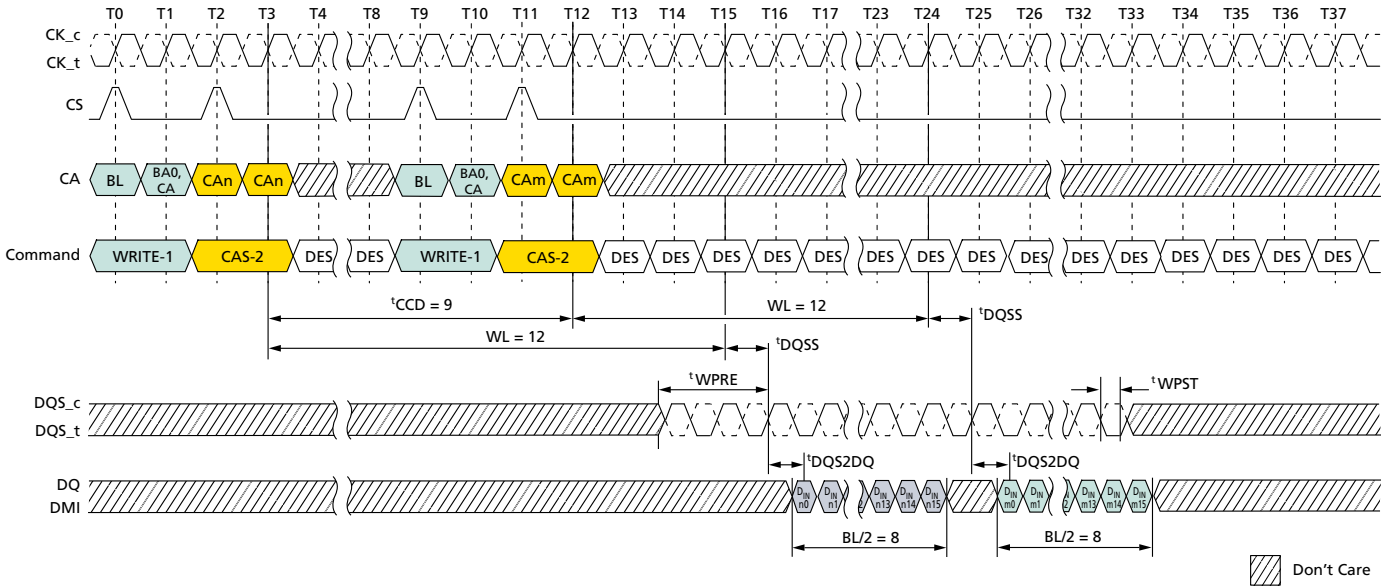 T0 T1 T2 T3 T4 T8 T9 T10 T11 T12 T13 T14 T15 T16 T17 T23 T24 T25 T26 T32 T33 T34 T35 T36 T37
CK_c
CK_t
CS
CA BL BA0, CA CAn CAn BL BA0, CA CAm CAm
Command WRITE-1 CAS-2 DES DES WRITE-1 CAS-2 DES DES DES DES DES DES DES DES DES DES DES DES DES DES DES
tCCD = 9 WL = 12 tDQSS
WL = 12 tDQSS
tWPRE tWPST
DQS_c
DQS_t
tDQS2DQ tDQS2DQ
DQ
DMI
DIN n0 DIN n1 DIN n13 DIN n14 DIN n15 DIN m0 DIN m1 DIN m13 DIN m14 DIN m15
BL/2 = 8 BL/2 = 8
Don't Care